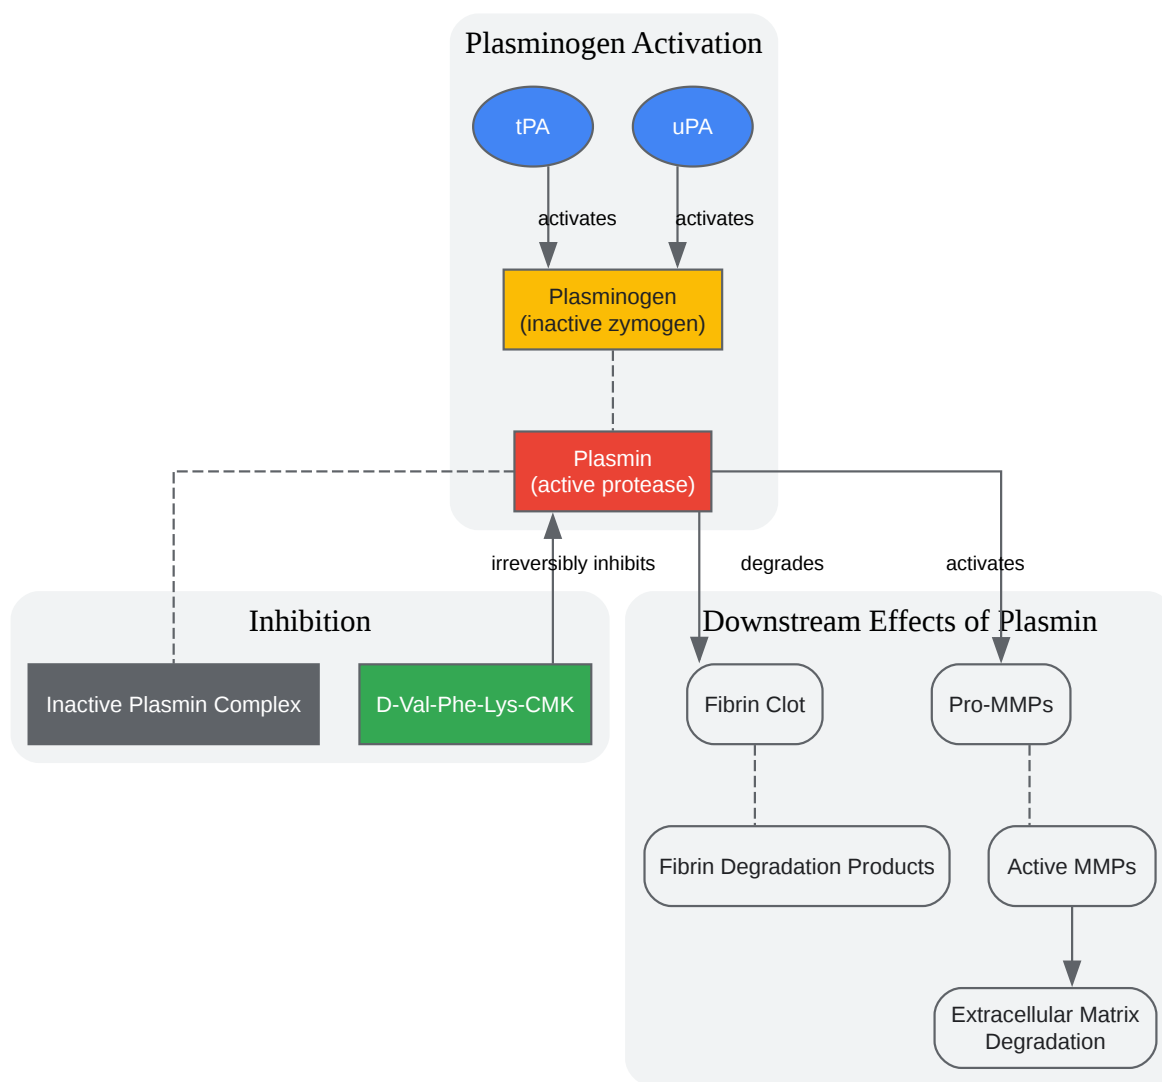 Plasminogen Activation
tPA
uPA
activates
activates
Plasminogen
(inactive zymogen)
Plasmin
(active protease)
irreversibly inhibits
degrades
activates
Inhibition
Downstream Effects of Plasmin
Inactive Plasmin Complex
D-Val-Phe-Lys-CMK
Fibrin Clot
Pro-MMPs
Fibrin Degradation Products
Active MMPs
Extracellular Matrix
Degradation